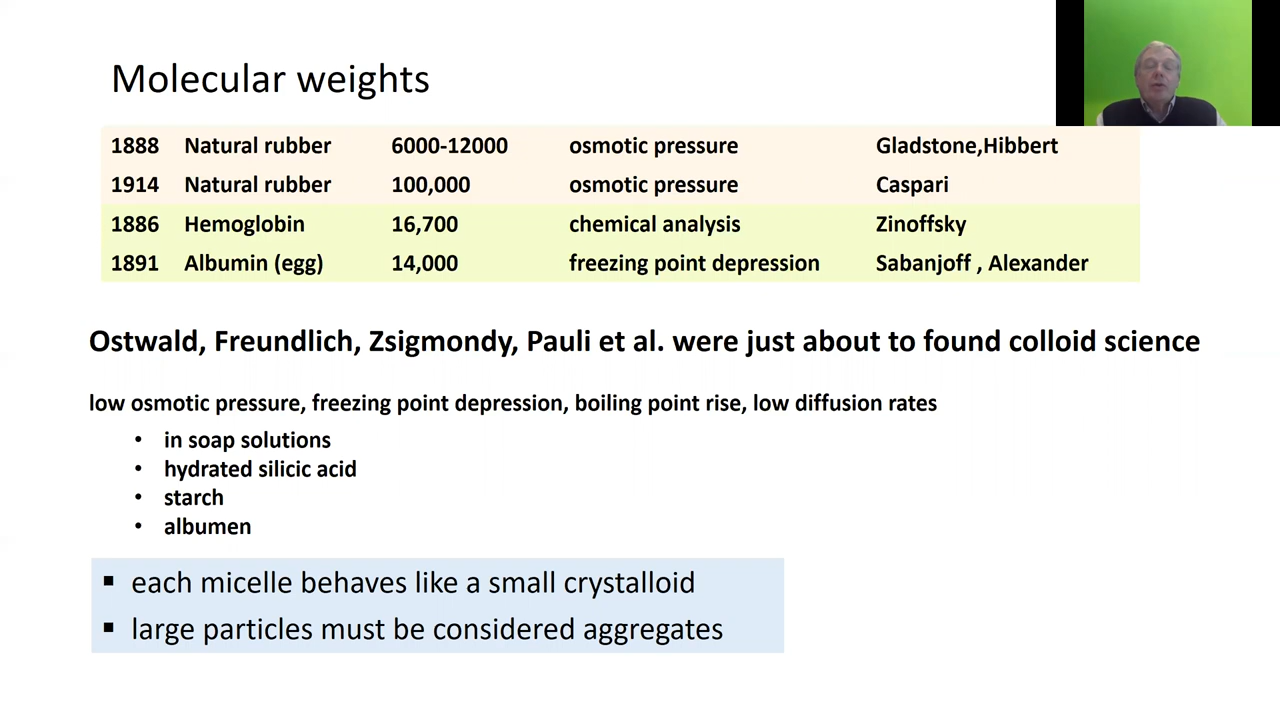 Molecular weights
1888 Natural rubber 6000-12000 osmotic pressure Gladstone,Hibbert
1914 Natural rubber 100,000 osmotic pressure Caspari
1886 Hemoglobin 16,700 chemical analysis Zinoffsky
1891 Albumin (egg) 14,000 freezing point depression Sabanjoff , Alexander
Ostwald, Freundlich, Zsigmondy, Pauli et al. were just about to found colloid science
low osmotic pressure, freezing point depression, boiling point rise, low diffusion rates
• in soap solutions
• hydrated silicic acid
• starch
• albumen
▪ each micelle behaves like a small crystalloid
▪ large particles must be considered aggregates